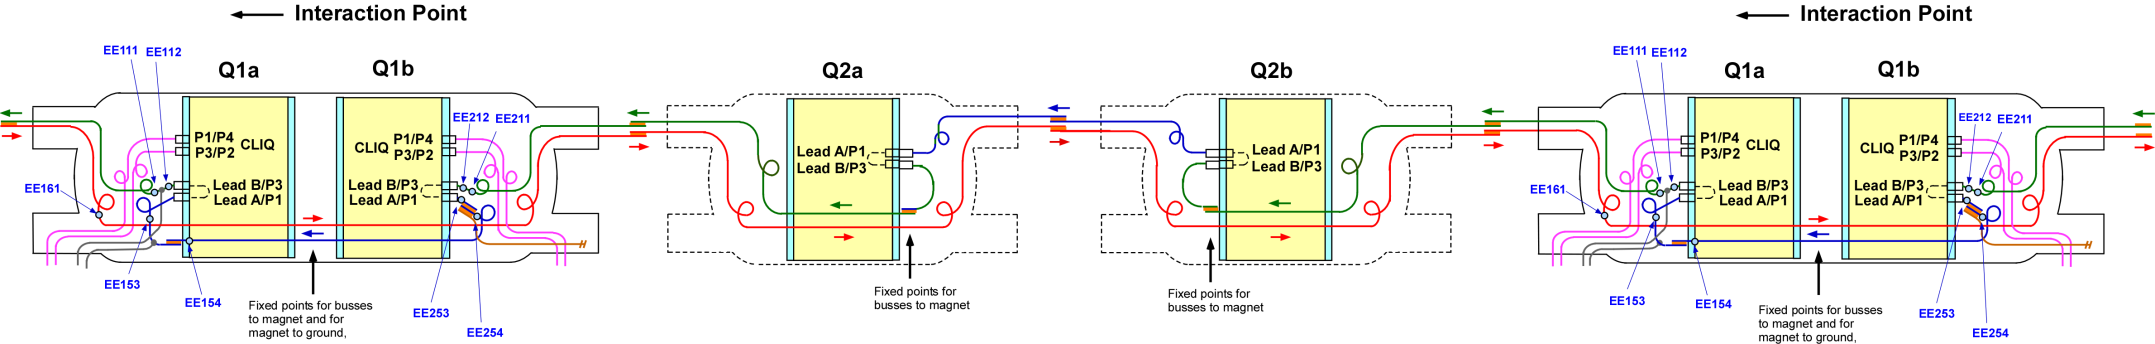 Interaction Point
Interaction Point
EE111 EE112
Q1a
Q1b
P1/P4
P3/P2
CLIQ
Lead B/P3
Lead A/P1
CLIQ
P1/P4
P3/P2
Lead B/P3
Lead A/P1
EE212
EE211
EE161
EE153
EE154
EE253
EE254
Fixed points for busses
to magnet and for
magnet to ground,
Q2a
Lead A/P1
Lead B/P3
Fixed points for
busses to magnet
Q2b
Lead A/P1
Lead B/P3
Fixed points for
busses to magnet
EE111 EE112
Q1a
Q1b
P1/P4
P3/P2
CLIQ
Lead B/P3
Lead A/P1
CLIQ
P1/P4
P3/P2
Lead B/P3
Lead A/P1
EE212
EE211
EE161
EE153
EE154
EE253
EE254
Fixed points for busses
to magnet and for
magnet to ground,